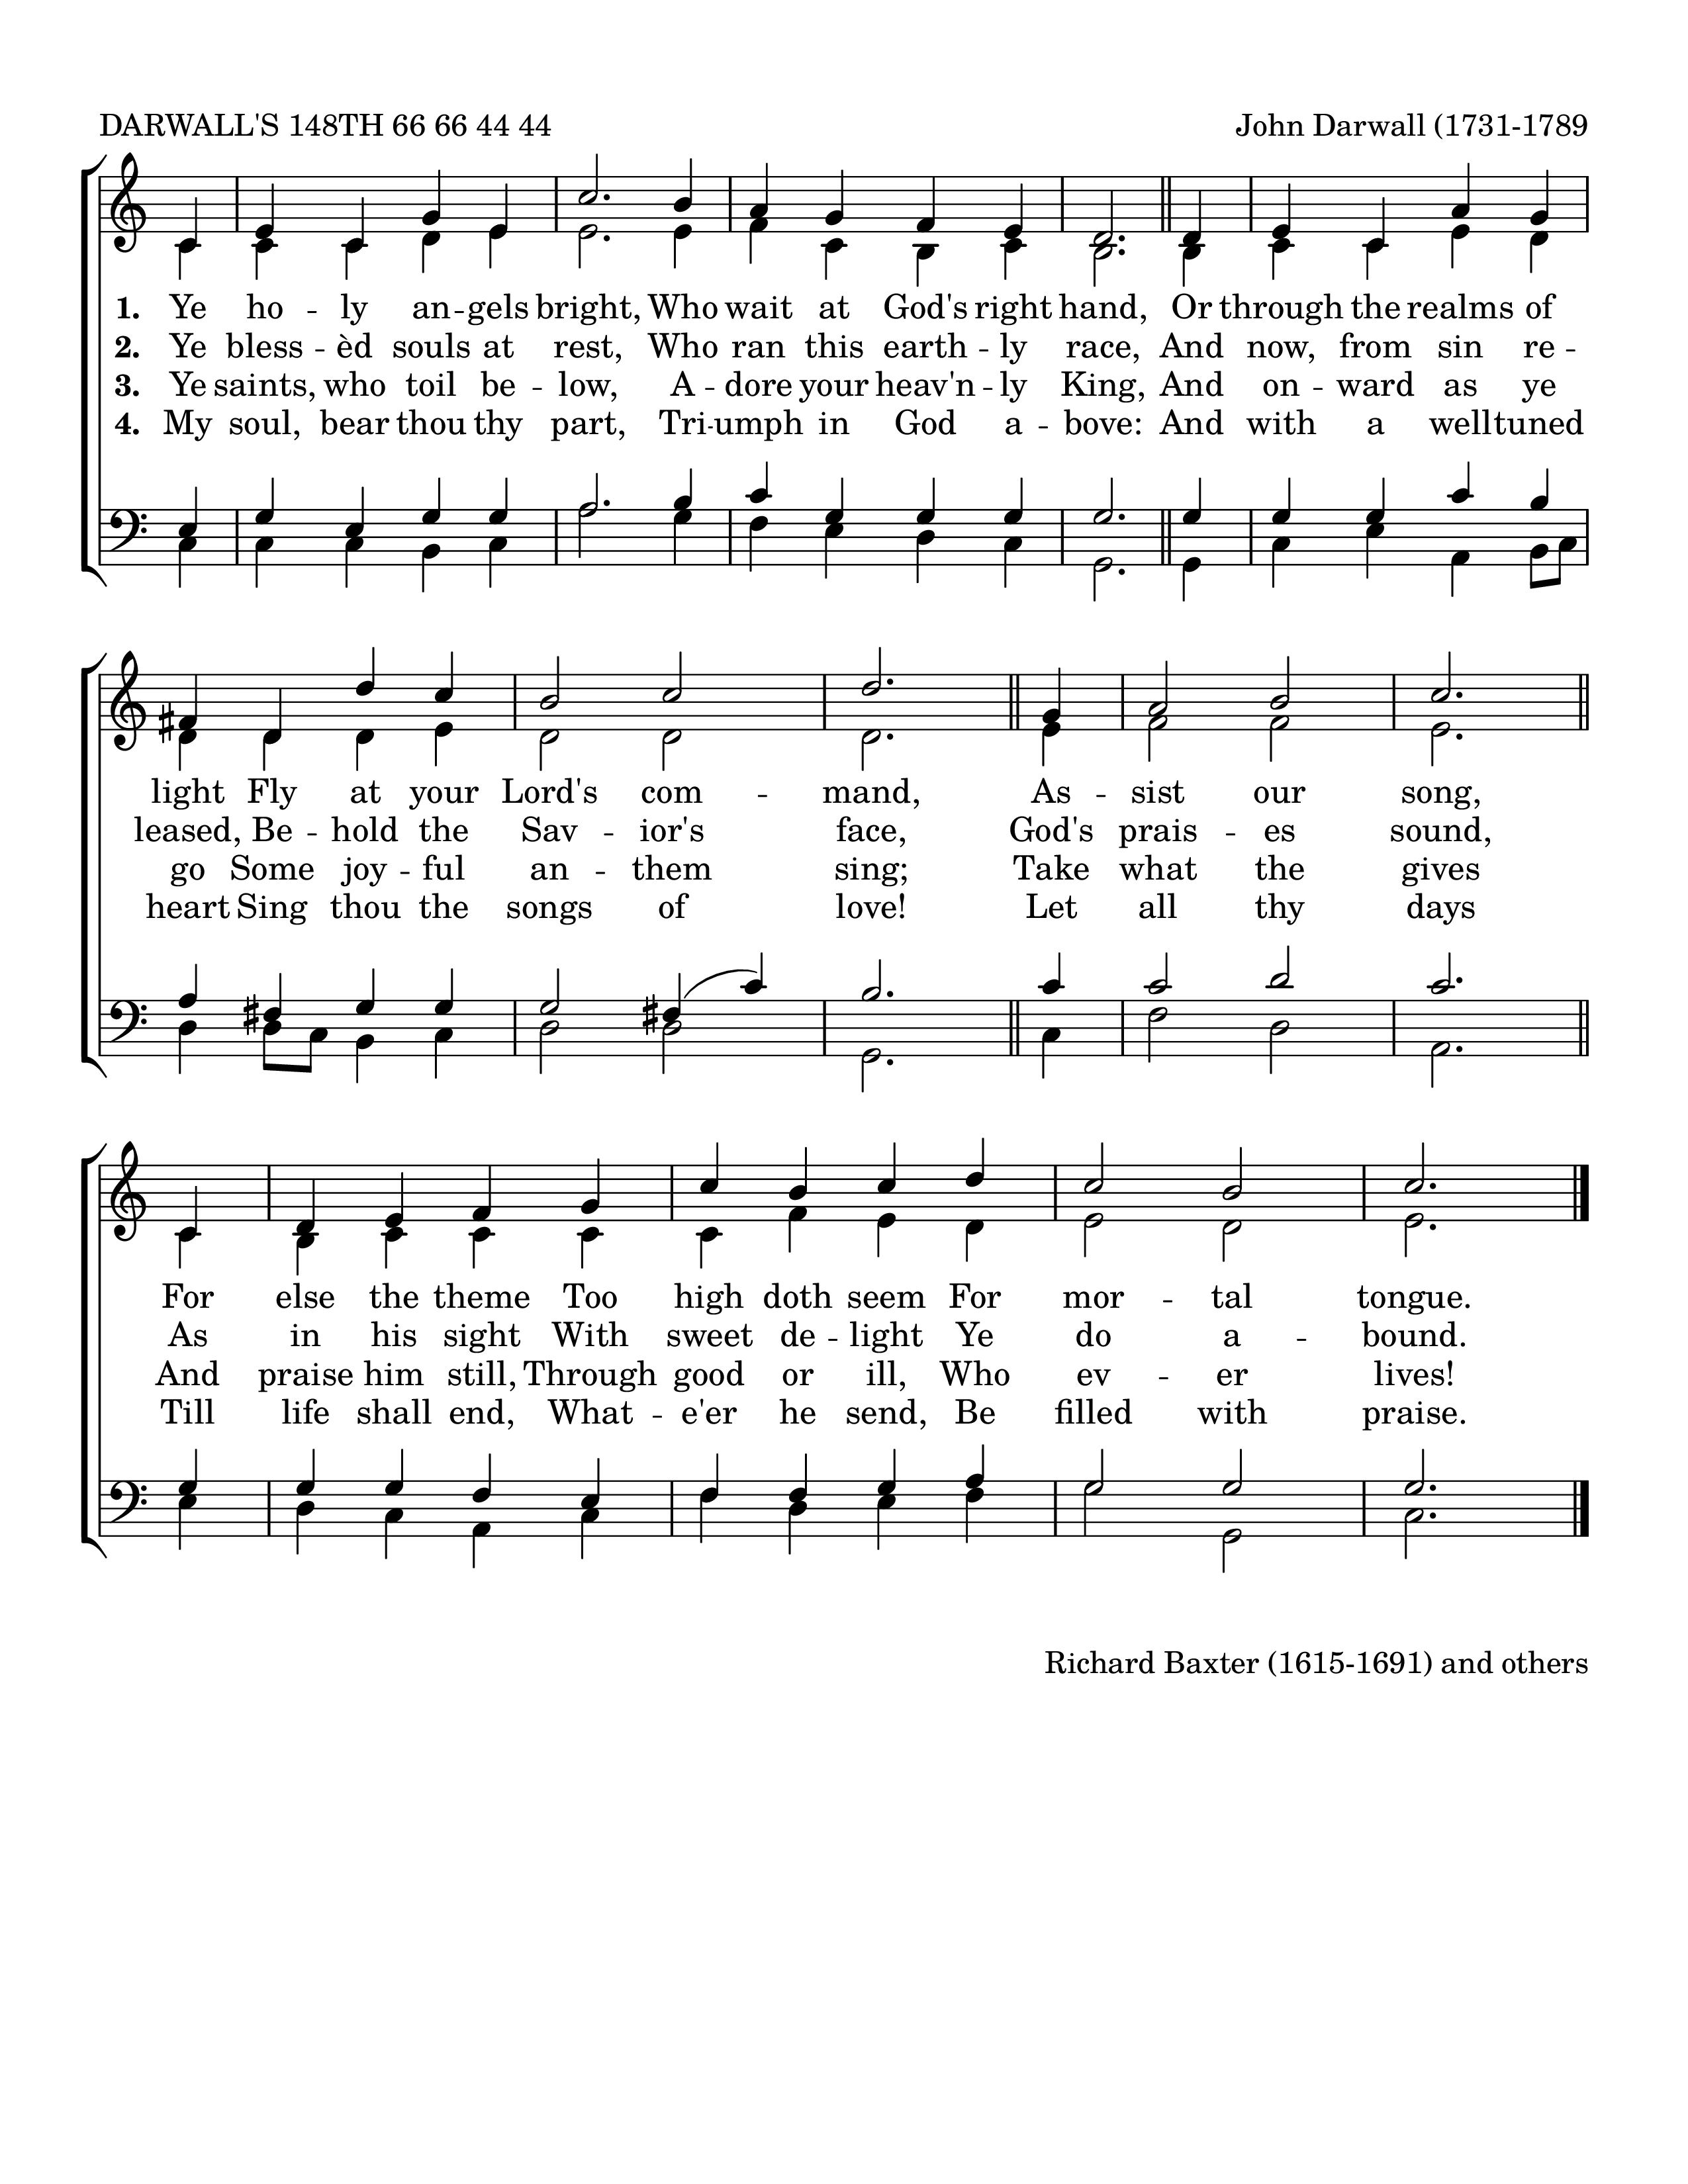 DARWALL'S 148TH 66 66 44 44 John Darwall (1731-1789
1. Ye ho -- ly an -- gels bright, Who wait at God's right hand, Or through the realms of
2. Ye bless -- èd souls at rest, Who ran this earth -- ly race, And now, from sin re --
3. Ye saints, who toil be -- low, A -- dore your heav'n -- ly King, And on -- ward as ye
4. My soul, bear thou thy part, Tri -- umph in God a -- bove: And with a well tuned
light Fly at your Lord's com -- mand, As -- sist our song,
leased, Be -- hold the Sav -- ior's face, God's prais -- es sound,
go Some joy -- ful an -- them sing; Take what the gives
heart Sing thou the songs of love! Let all thy days
For else the theme Too high doth seem For mor -- tal tongue.
As in his sight With sweet de -- light Ye do a -- bound.
And praise him still, Through good or ill, Who ev -- er lives!
Till life shall end, What -- e'er he send, Be filled with praise.
Richard Baxter (1615-1691) and others